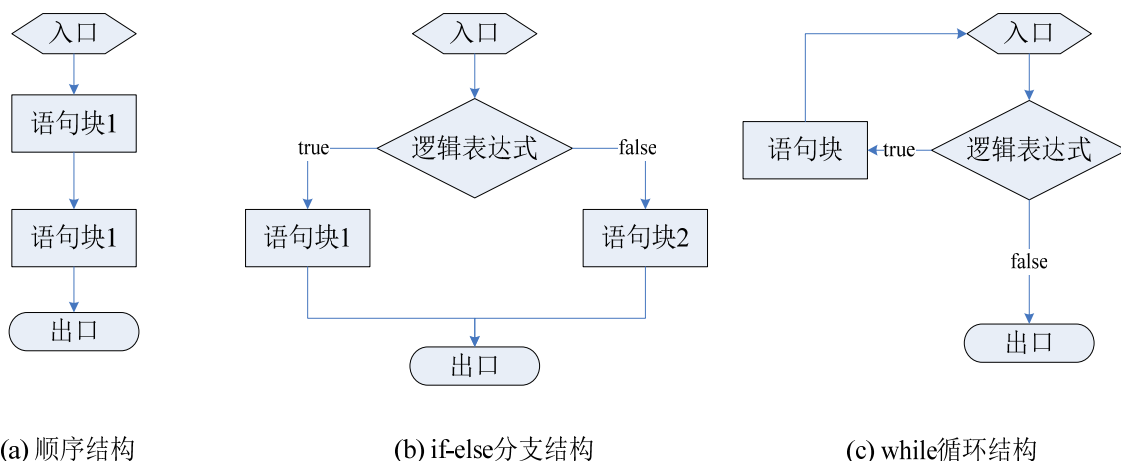 入口
语句块1
语句块1
出口
(a) 顺序结构
入口
逻辑表达式
true
false
语句块1
语句块2
出口
(b) if-else分支结构
入口
逻辑表达式
true
语句块
false
出口
(c) while循环结构